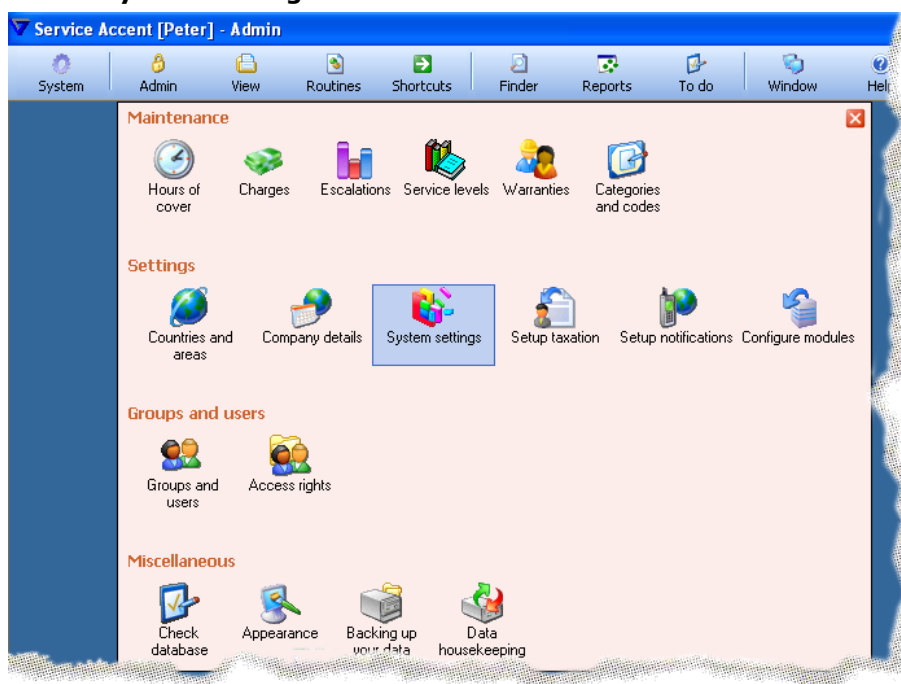 Service Accent [Peter] - Admin
System Admin View Routines Shortcuts Finder Reports To do Window Hel
Maintenance
Hours of cover Charges Escalations Service levels Warranties Categories and codes
Settings
Countries and areas Company details System settings Setup taxation Setup notifications Configure modules
Groups and users
Groups and users Access rights
Miscellaneous
Check database Appearance Backing up your data Data housekeeping